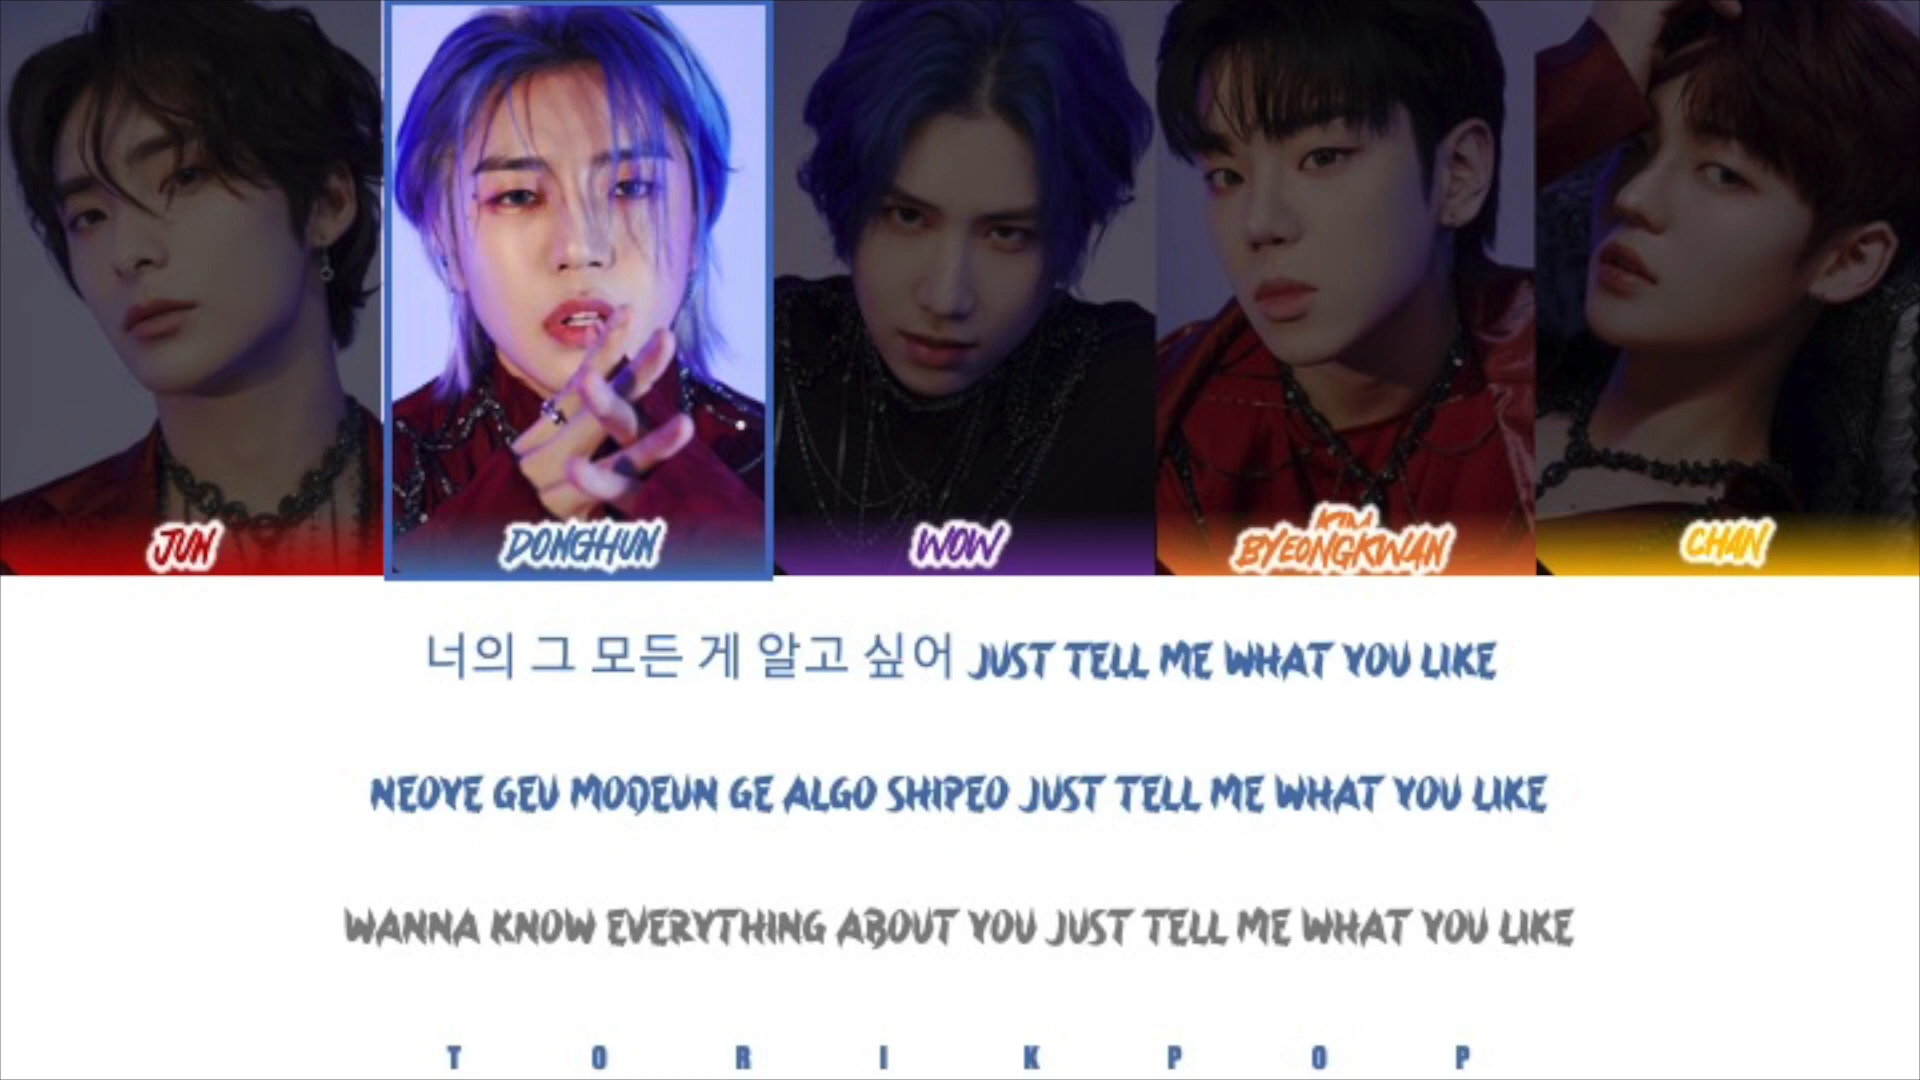 JUN
DONGHUN
WOW
KIM
BYEONGKWAN
CHAN
너의 그 모든 게 알고 싶어 JUST TELL ME WHAT YOU LIKE
NEOYE GEU MODEUN GE ALGO SHIPEO JUST TELL ME WHAT YOU LIKE
WANNA KNOW EVERYTHING ABOUT YOU JUST TELL ME WHAT YOU LIKE
T O R I K P O P